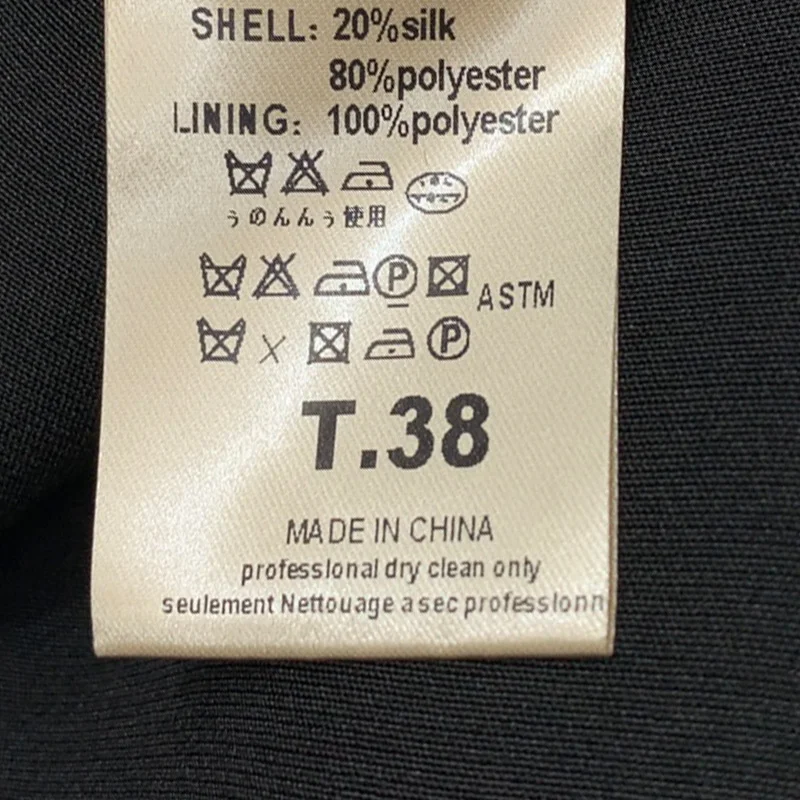 SHELL: 20%silk
80%polyester
LINING: 100%polyester
うのんんぅ使用
P
ASTM
P
T.38
MADE IN CHINA
professional dry clean only
seulement Nettouage a sec professionn